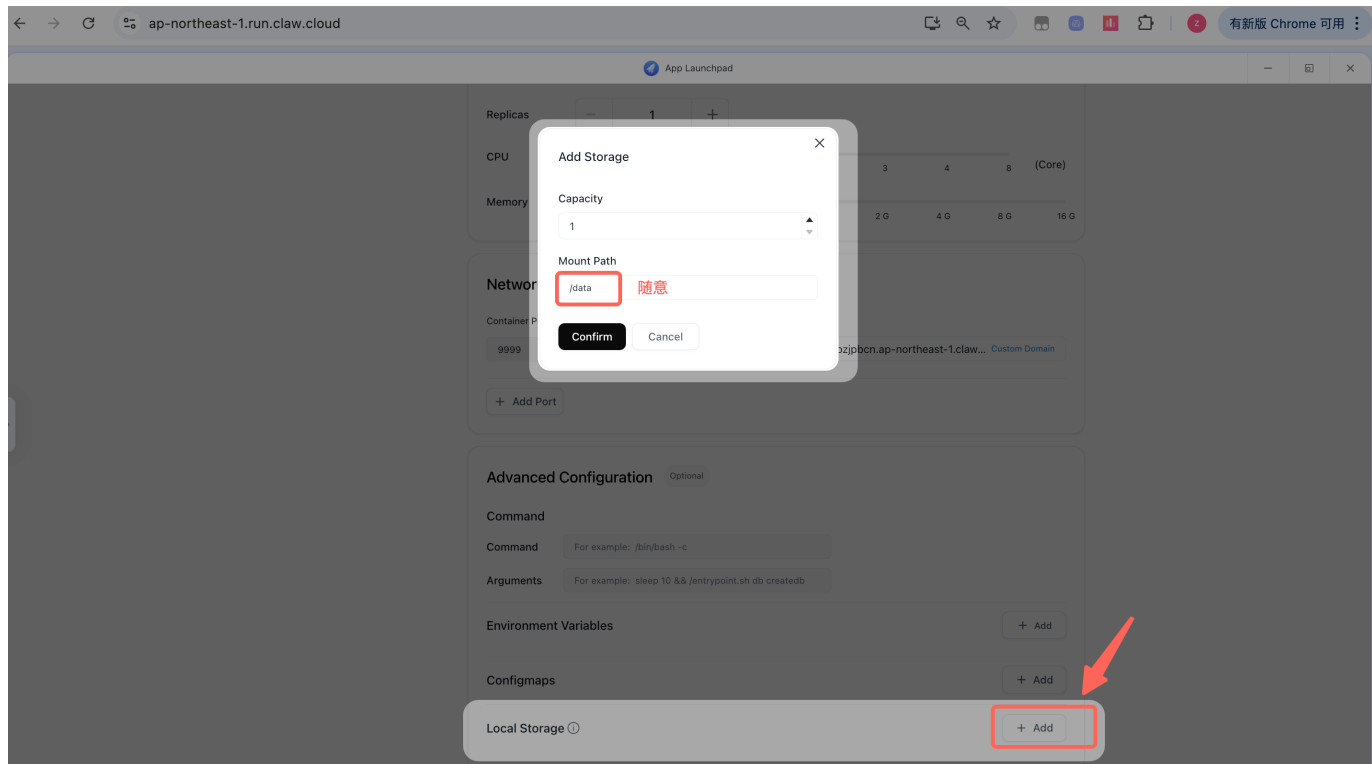 ap-northeast-1.run.claw.cloud
Z
有新版 Chrome 可用
App Launchpad
Replicas
1
CPU
3
4
8
(Core)
Memory
2 G
4 G
8 G
16 G
Add Storage
Capacity
1
Mount Path
/data
随意
Confirm
Cancel
Networ
Container P
9999
ozjpbcn.ap-northeast-1.claw...
Custom Domain
+ Add Port
Advanced Configuration
Optional
Command
Command
For example: /bin/bash -c
Arguments
For example: sleep 10 && /entrypoint.sh db createdb
Environment Variables
+ Add
Configmaps
+ Add
Local Storage
+ Add